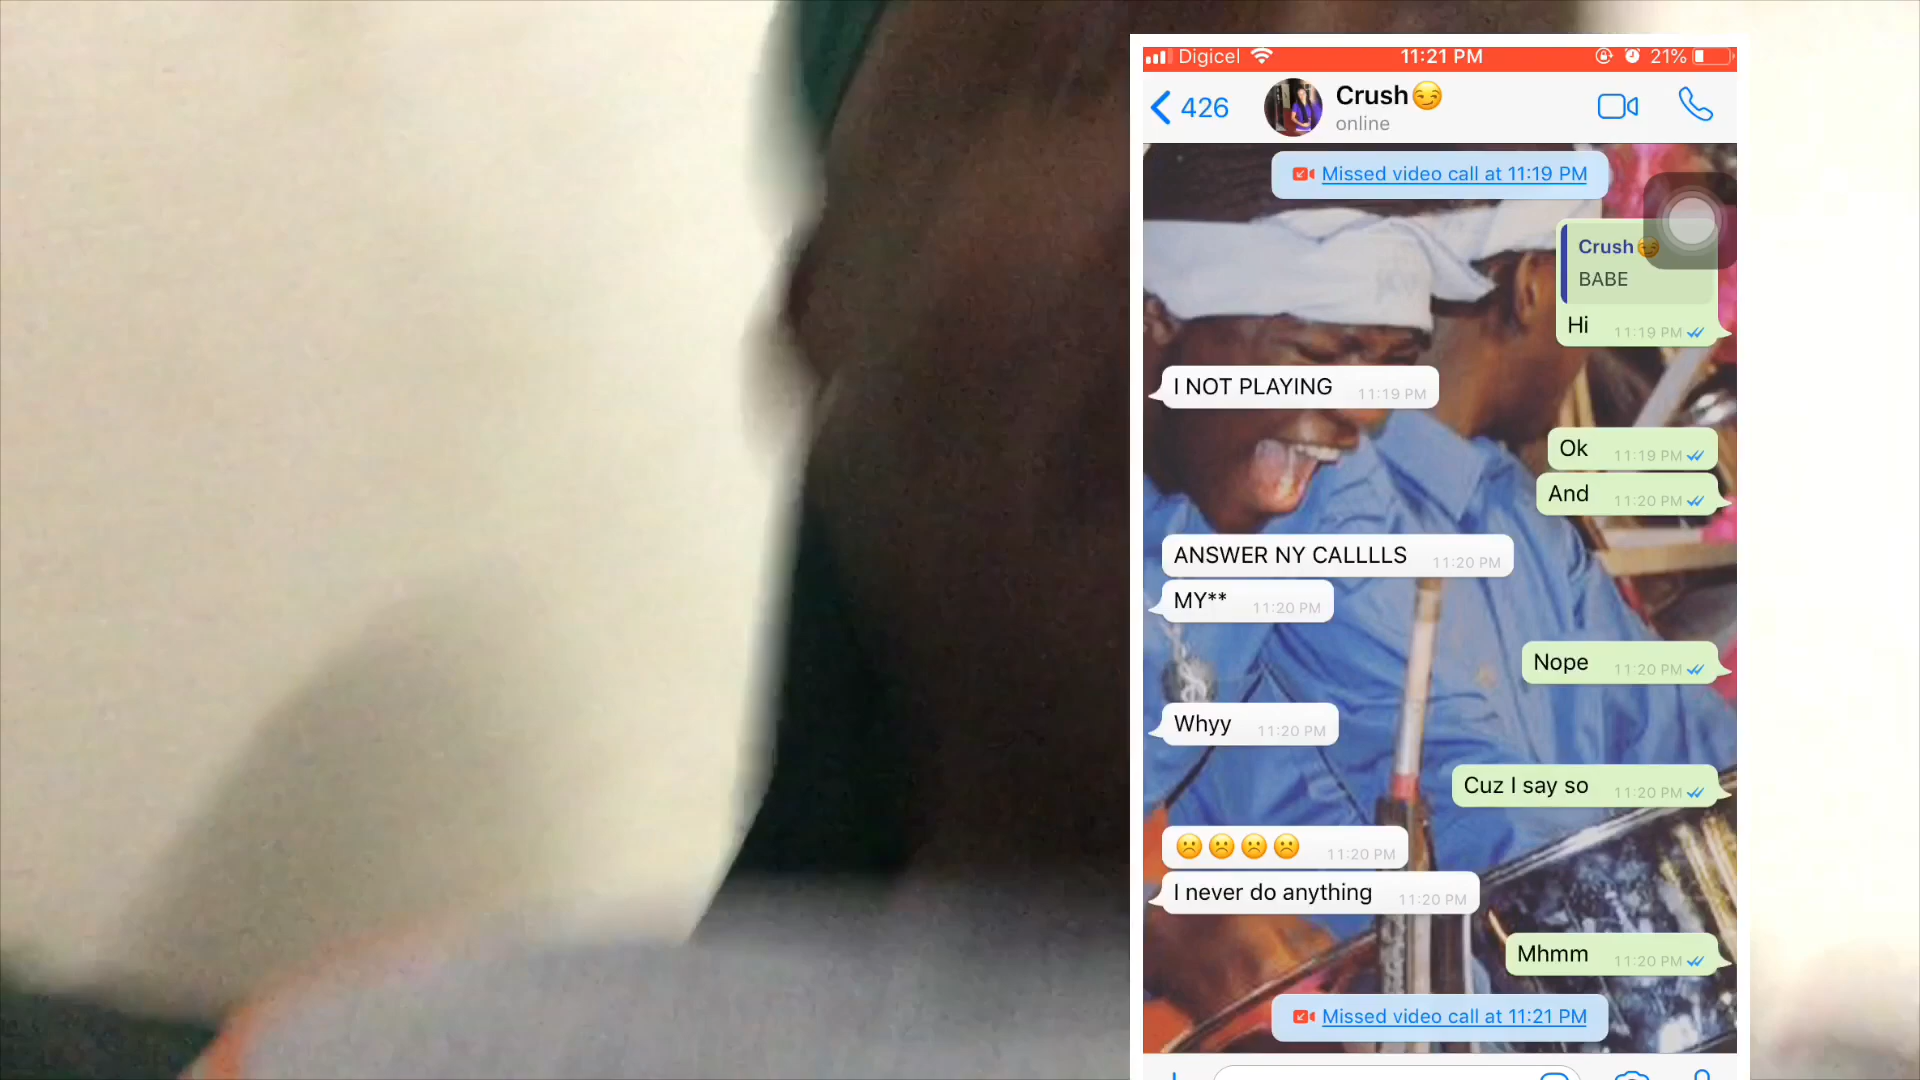 Digicel 11:21 PM 21%
426 Crush😏
online
Missed video call at 11:19 PM
Crush😏
BABE
Hi 11:19 PM
I NOT PLAYING 11:19 PM
Ok 11:19 PM
And 11:20 PM
ANSWER NY CALLLLS 11:20 PM
MY** 11:20 PM
Nope 11:20 PM
Whyy 11:20 PM
Cuz I say so 11:20 PM
☹️☹️☹️☹️ 11:20 PM
I never do anything 11:20 PM
Mhmm 11:20 PM
Missed video call at 11:21 PM